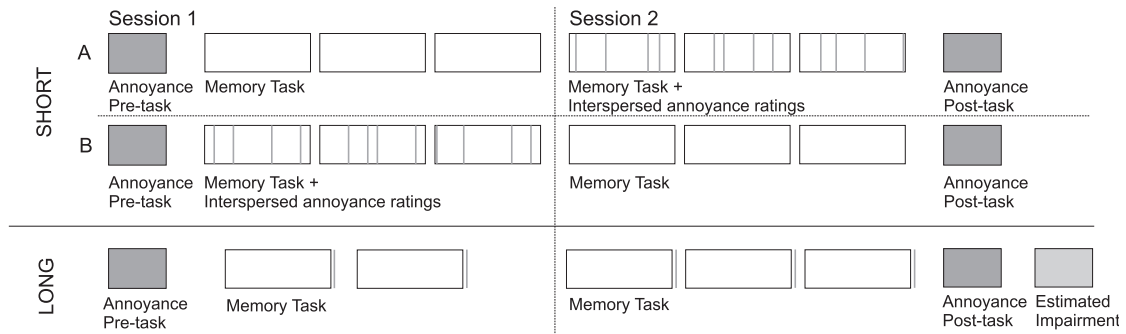 Session 1
Session 2
SHORT
A
Annoyance
Pre-task
Memory Task
Memory Task +
Interspersed annoyance ratings
Annoyance
Post-task
B
Annoyance
Pre-task
Memory Task +
Interspersed annoyance ratings
Memory Task
Annoyance
Post-task
LONG
Annoyance
Pre-task
Memory Task
Memory Task
Annoyance
Post-task
Estimated
Impairment